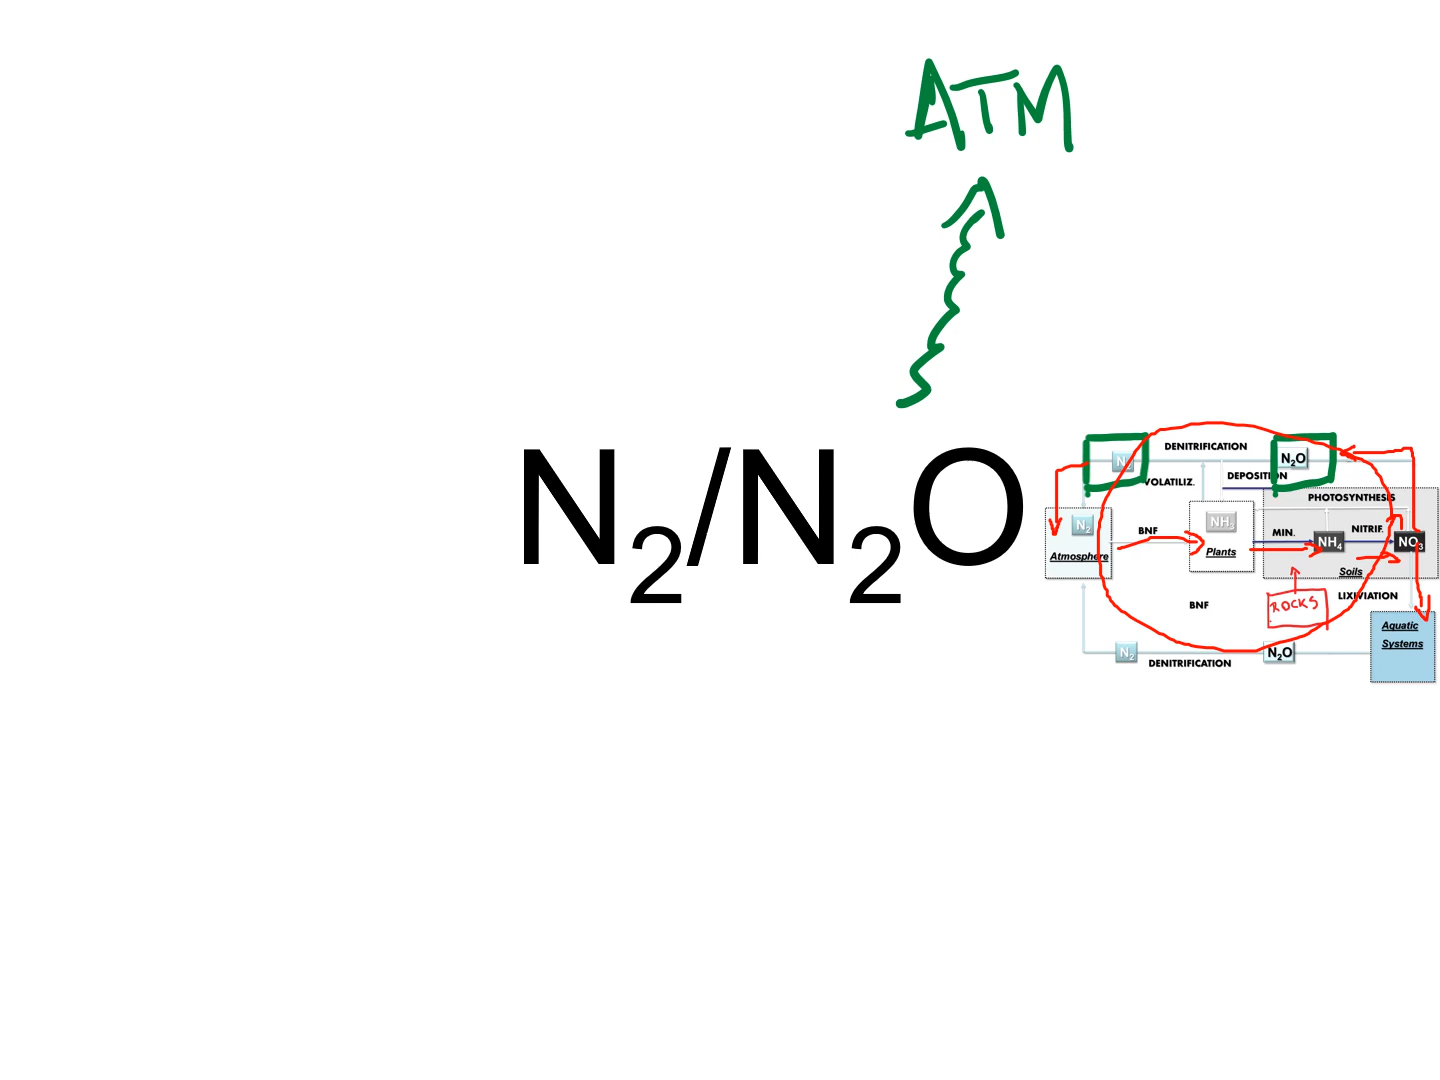 ATM
N₂/N₂O
DENITRIFICATION
N₂
N₂O
VOLATILIZ.
DEPOSITION
PHOTOSYNTHESIS
N₂
Atmosphere
BNF
Plants
MIN.
NH₄
NITRIF.
NO₃
Soils
ROCKS
LIXIVIATION
BNF
Aquatic
Systems
N₂
N₂O
DENITRIFICATION